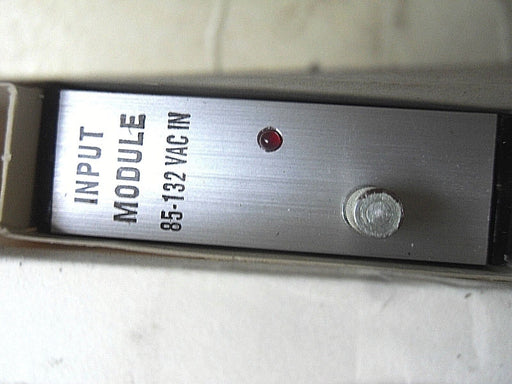 INPUT
MODULE
85-132 VAC IN